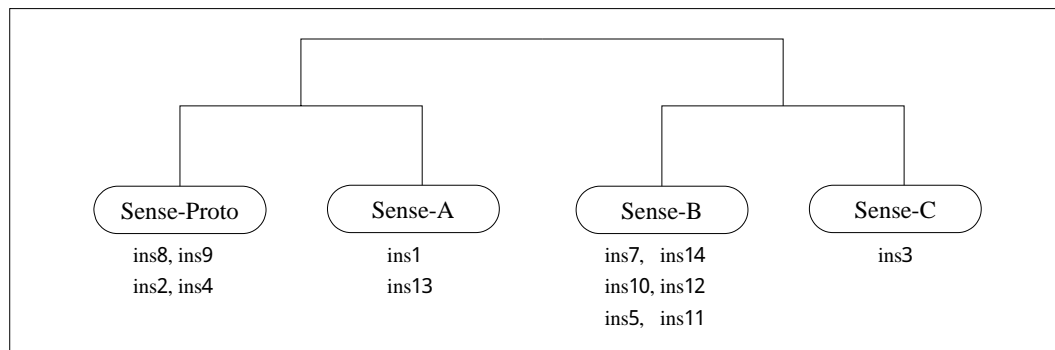 Sense-Proto Sense-A Sense-B Sense-C
ins8, ins9 ins1 ins7, ins14 ins3
ins2, ins4 ins13 ins10, ins12
ins5, ins11